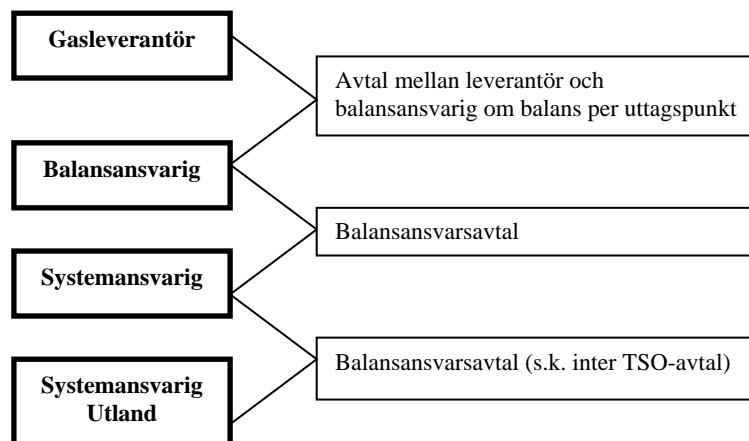 Gasleverantör
Avtal mellan leverantör och
balansansvarig om balans per uttagspunkt
Balansansvarig
Balansansvarsavtal
Systemansvarig
Balansansvarsavtal (s.k. inter TSO-avtal)
Systemansvarig
Utland